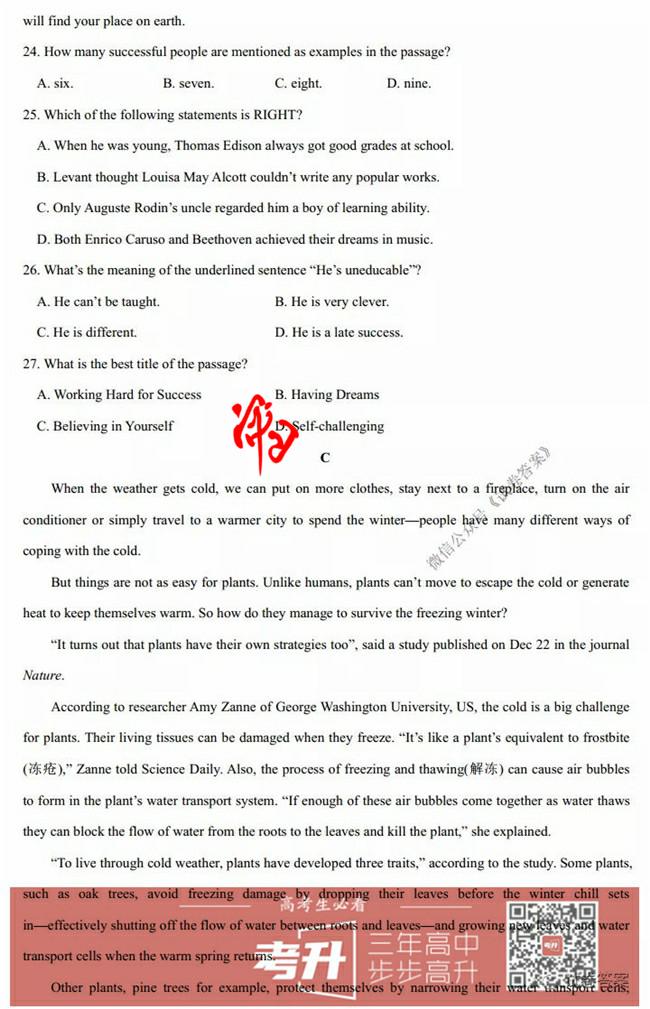 will find your place on earth.
24. How many successful people are mentioned as examples in the passage?
A. six. B. seven. C. eight. D. nine.
25. Which of the following statements is RIGHT?
A. When he was young, Thomas Edison always got good grades at school.
B. Levant thought Louisa May Alcott couldn't write any popular works.
C. Only Auguste Rodin's uncle regarded him a boy of learning ability.
D. Both Enrico Caruso and Beethoven achieved their dreams in music.
26. What's the meaning of the underlined sentence “He's uneducable”?
A. He can't be taught. B. He is very clever.
C. He is different. D. He is a late success.
27. What is the best title of the passage?
A. Working Hard for Success B. Having Dreams
C. Believing in Yourself D. Self-challenging
C
When the weather gets cold, we can put on more clothes, stay next to a fireplace, turn on the air
conditioner or simply travel to a warmer city to spend the winter—people have many different ways of
coping with the cold.
微信公众号《试卷答案》
But things are not as easy for plants. Unlike humans, plants can't move to escape the cold or generate
heat to keep themselves warm. So how do they manage to survive the freezing winter?
“It turns out that plants have their own strategies too”, said a study published on Dec 22 in the journal
Nature.
According to researcher Amy Zanne of George Washington University, US, the cold is a big challenge
for plants. Their living tissues can be damaged when they freeze. “It's like a plant's equivalent to frostbite
(冻疮),” Zanne told Science Daily. Also, the process of freezing and thawing(解冻) can cause air bubbles
to form in the plant's water transport system. “If enough of these air bubbles come together as water thaws
they can block the flow of water from the roots to the leaves and kill the plant,” she explained.
“To live through cold weather, plants have developed three traits,” according to the study. Some plants,
such as oak trees, avoid freezing damage by dropping their leaves before the winter chill sets
高考生必看
in—effectively shutting off the flow of water between roots and leaves—and growing new leaves and water
考升
三年高中
步步高升
transport cells when the warm spring returns.
Other plants, pine trees for example, protect themselves by narrowing their water transport cells,